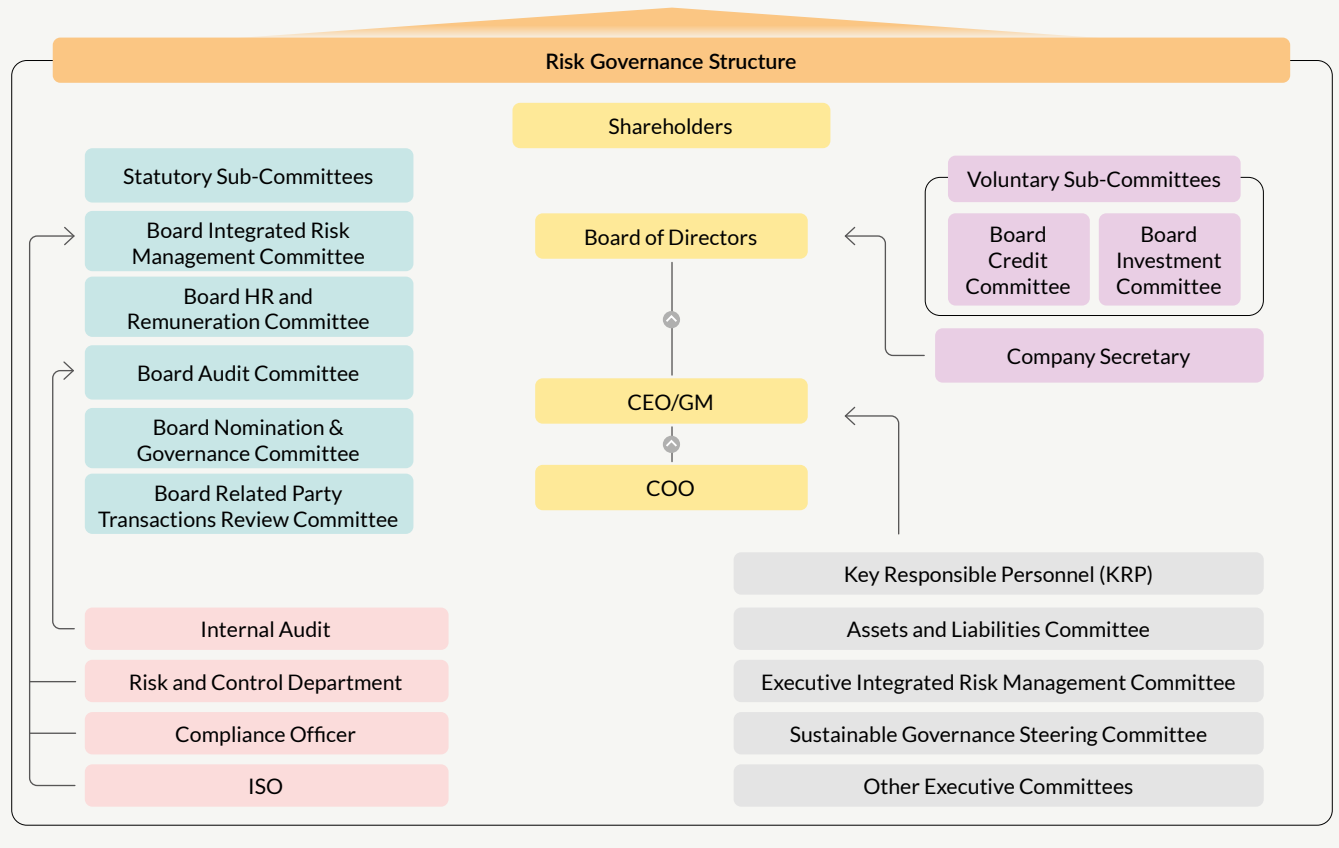 Risk Governance Structure
Shareholders
Statutory Sub-Committees
Board Integrated Risk
Management Committee
Board HR and
Remuneration Committee
Board Audit Committee
Board Nomination &
Governance Committee
Board Related Party
Transactions Review Committee
Internal Audit
Risk and Control Department
Compliance Officer
ISO
Board of Directors
CEO/GM
COO
Voluntary Sub-Committees
Board
Credit
Committee
Board
Investment
Committee
Company Secretary
Key Responsible Personnel (KRP)
Assets and Liabilities Committee
Executive Integrated Risk Management Committee
Sustainable Governance Steering Committee
Other Executive Committees